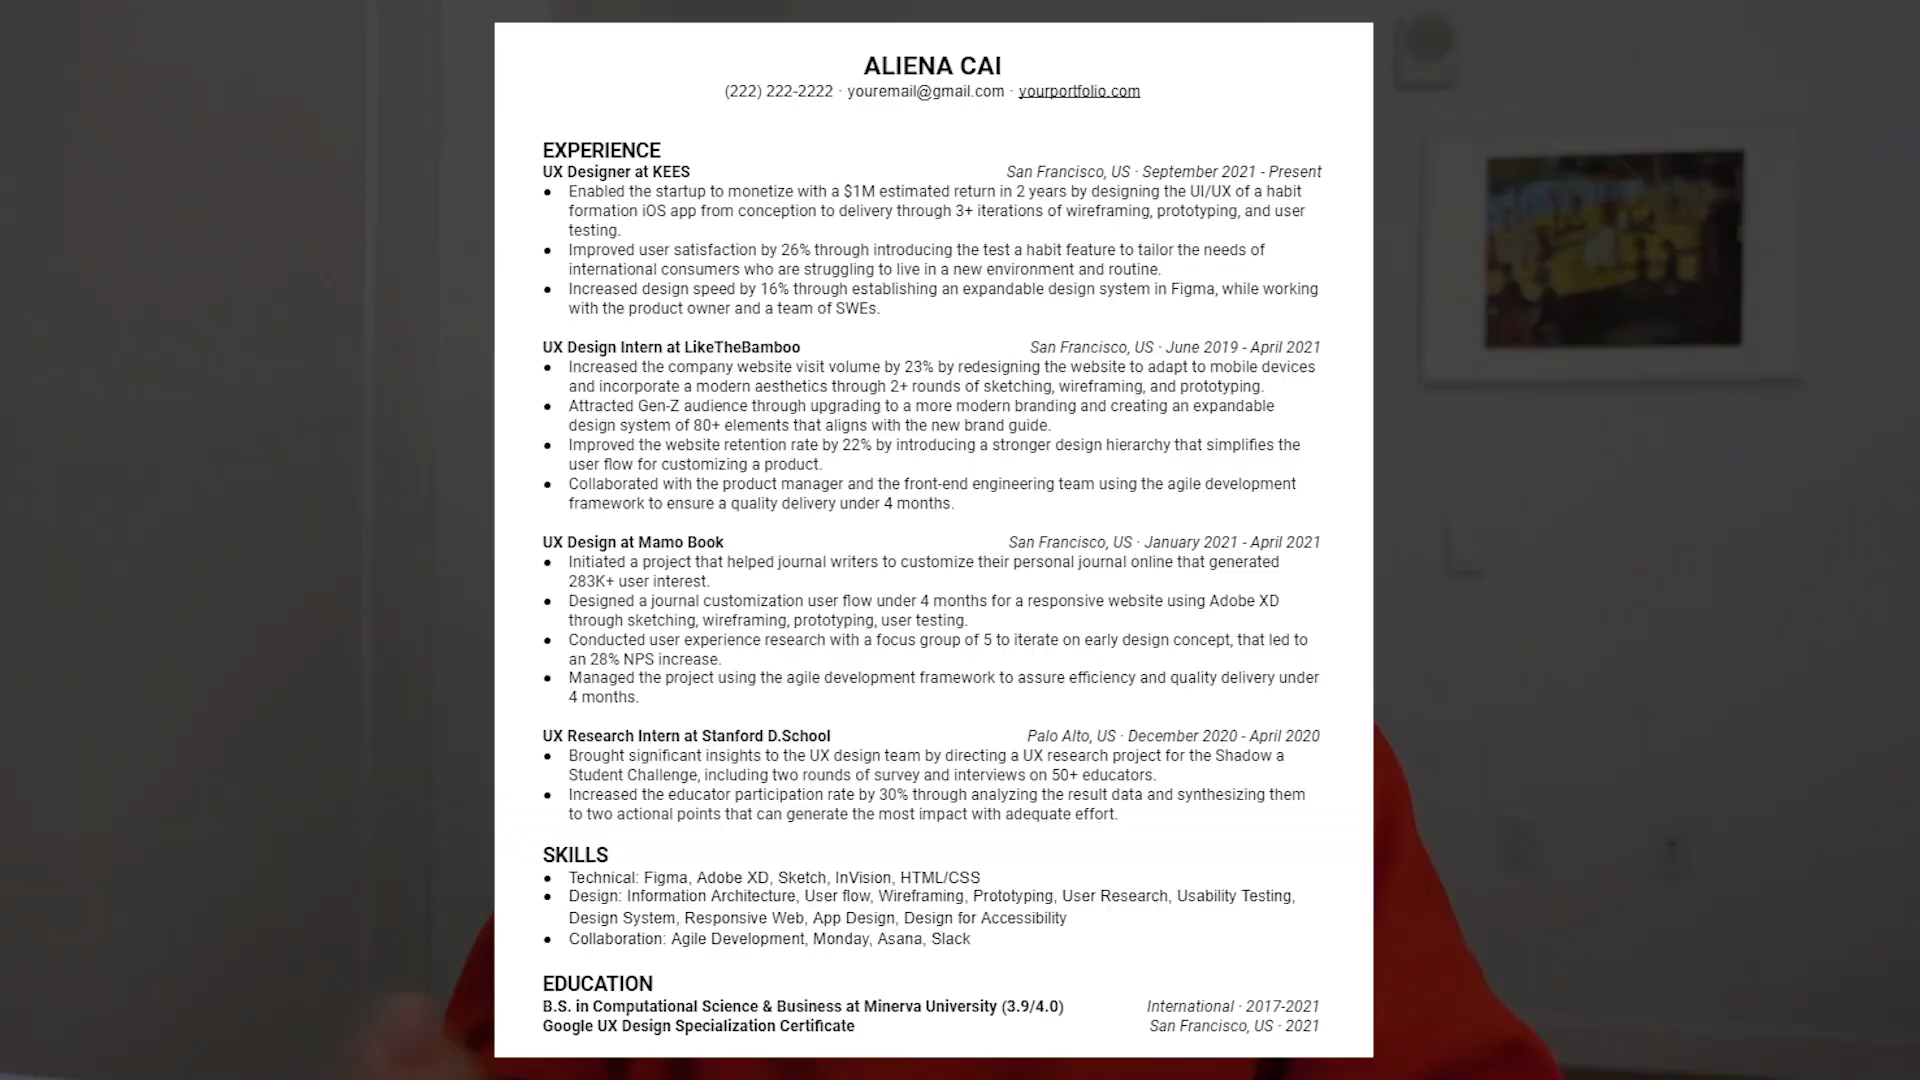 ALIENA CAI
(222) 222-2222 · youremail@gmail.com · yourportfolio.com
EXPERIENCE
UX Designer at KEES San Francisco, US · September 2021 - Present
● Enabled the startup to monetize with a $1M estimated return in 2 years by designing the UI/UX of a habit
formation iOS app from conception to delivery through 3+ iterations of wireframing, prototyping, and user
testing.
● Improved user satisfaction by 26% through introducing the test a habit feature to tailor the needs of
international consumers who are struggling to live in a new environment and routine.
● Increased design speed by 16% through establishing an expandable design system in Figma, while working
with the product owner and a team of SWEs.
UX Design Intern at LikeTheBamboo San Francisco, US · June 2019 - April 2021
● Increased the company website visit volume by 23% by redesigning the website to adapt to mobile devices
and incorporate a modern aesthetics through 2+ rounds of sketching, wireframing, and prototyping.
● Attracted Gen-Z audience through upgrading to a more modern branding and creating an expandable
design system of 80+ elements that aligns with the new brand guide.
● Improved the website retention rate by 22% by introducing a stronger design hierarchy that simplifies the
user flow for customizing a product.
● Collaborated with the product manager and the front-end engineering team using the agile development
framework to ensure a quality delivery under 4 months.
UX Design at Mamo Book San Francisco, US · January 2021 - April 2021
● Initiated a project that helped journal writers to customize their personal journal online that generated
283K+ user interest.
● Designed a journal customization user flow under 4 months for a responsive website using Adobe XD
through sketching, wireframing, prototyping, user testing.
● Conducted user experience research with a focus group of 5 to iterate on early design concept, that led to
an 28% NPS increase.
● Managed the project using the agile development framework to assure efficiency and quality delivery under
4 months.
UX Research Intern at Stanford D.School Palo Alto, US · December 2020 - April 2020
● Brought significant insights to the UX design team by directing a UX research project for the Shadow a
Student Challenge, including two rounds of survey and interviews on 50+ educators.
● Increased the educator participation rate by 30% through analyzing the result data and synthesizing them
to two actional points that can generate the most impact with adequate effort.
SKILLS
● Technical: Figma, Adobe XD, Sketch, InVision, HTML/CSS
● Design: Information Architecture, User flow, Wireframing, Prototyping, User Research, Usability Testing,
Design System, Responsive Web, App Design, Design for Accessibility
● Collaboration: Agile Development, Monday, Asana, Slack
EDUCATION
B.S. in Computational Science & Business at Minerva University (3.9/4.0) International · 2017-2021
Google UX Design Specialization Certificate San Francisco, US · 2021